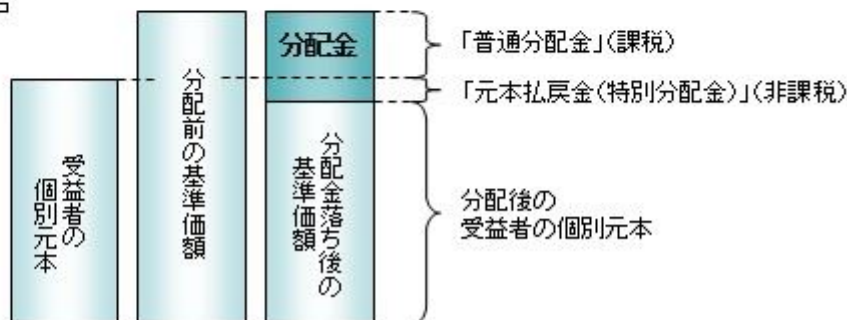 受益者の
個別元本
分配前の基準価額
分配金
分配金落ち後の
基準価額
「普通分配金」(課税)
「元本払戻金(特別分配金)」(非課税)
分配後の
受益者の個別元本